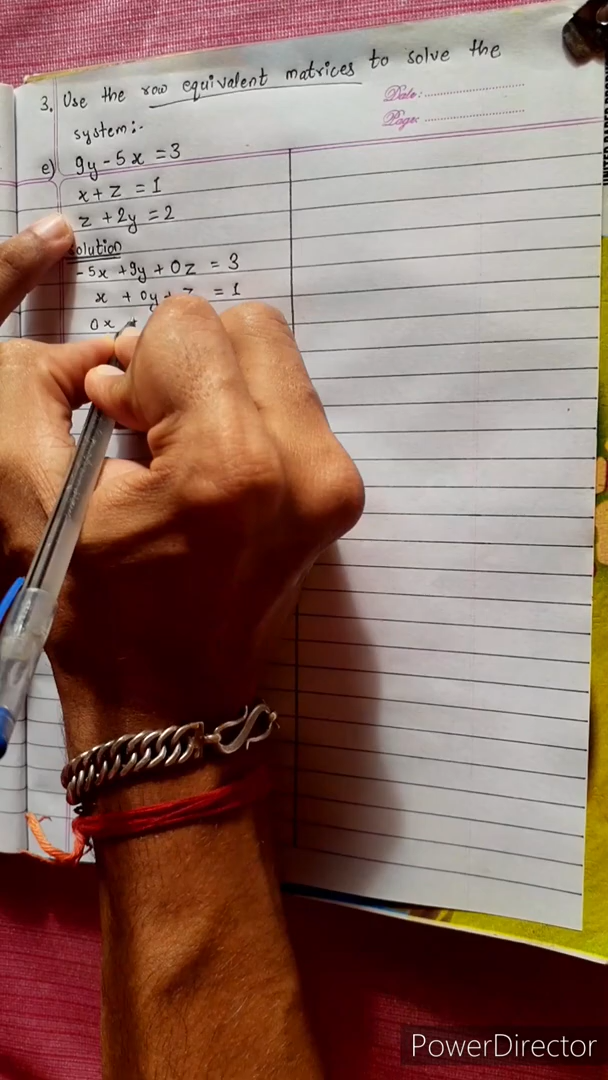 3. Use the row equivalent matrices to solve the
Date:
Page:
system:-
e) 9y - 5x = 3
x + z = 1
z + 2y = 2
Solution
-5x + 9y + 0z = 3
x + 0y + z = 1
0x +
PowerDirector